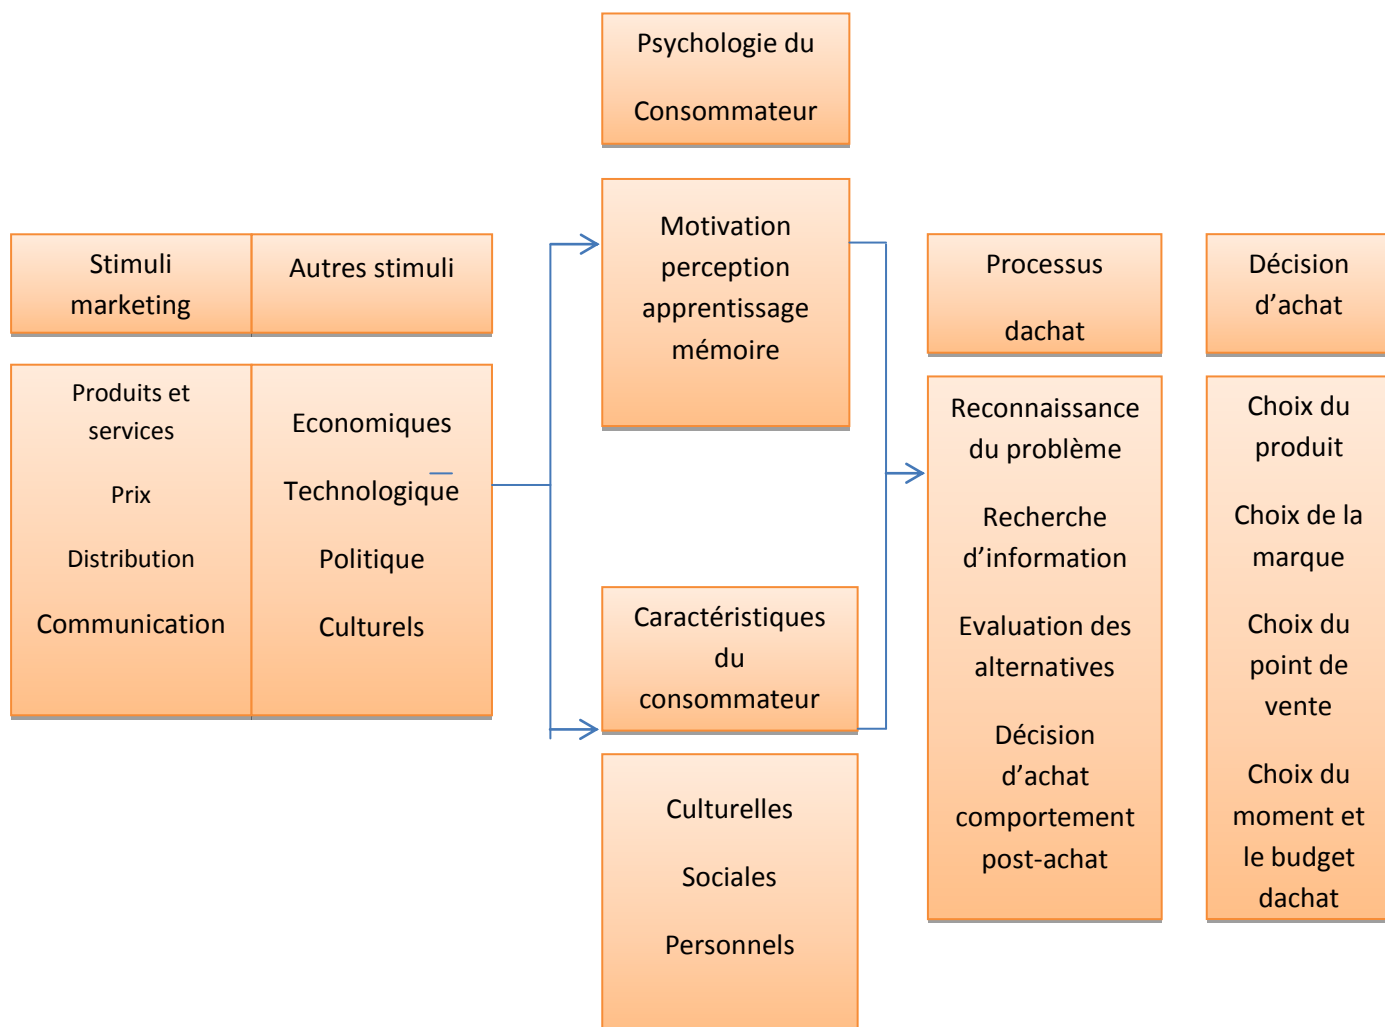 Psychologie du
Consommateur
Stimuli
marketing
Autres stimuli
Produits et
services
Prix
Distribution
Communication
Economiques
Technologique
Politique
Culturels
Motivation
perception
apprentissage
mémoire
Caractéristiques
du
consommateur
Culturelles
Sociales
Personnels
Processus
dachat
Reconnaissance
du problème
Recherche
d’information
Evaluation des
alternatives
Décision
d’achat
comportement
post-achat
Décision
d’achat
Choix du
produit
Choix de la
marque
Choix du
point de
vente
Choix du
moment et
le budget
dachat